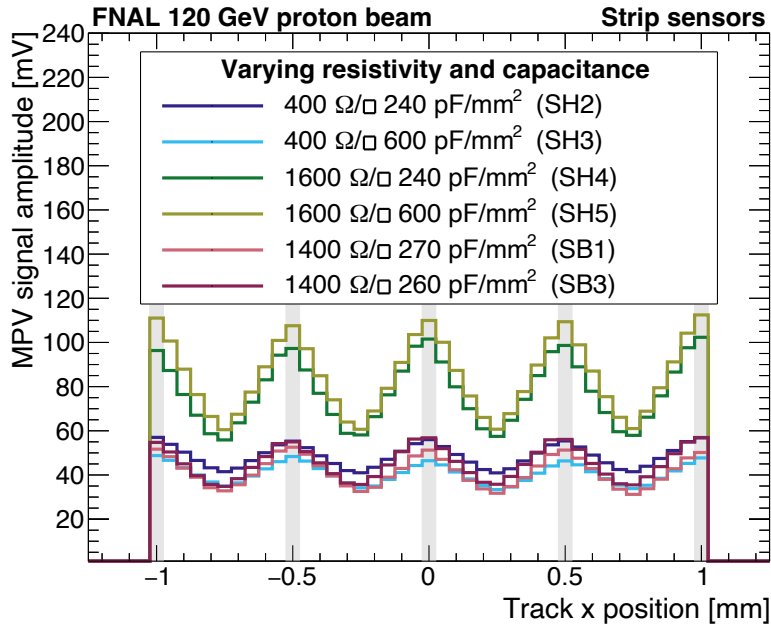 FNAL 120 GeV proton beam Strip sensors
MPV signal amplitude [mV]
240
220
200
180
160
140
120
100
80
60
40
20
Varying resistivity and capacitance
400 Ω/□ 240 pF/mm² (SH2)
400 Ω/□ 600 pF/mm² (SH3)
1600 Ω/□ 240 pF/mm² (SH4)
1600 Ω/□ 600 pF/mm² (SH5)
1400 Ω/□ 270 pF/mm² (SB1)
1400 Ω/□ 260 pF/mm² (SB3)
−1 −0.5 0 0.5 1
Track x position [mm]